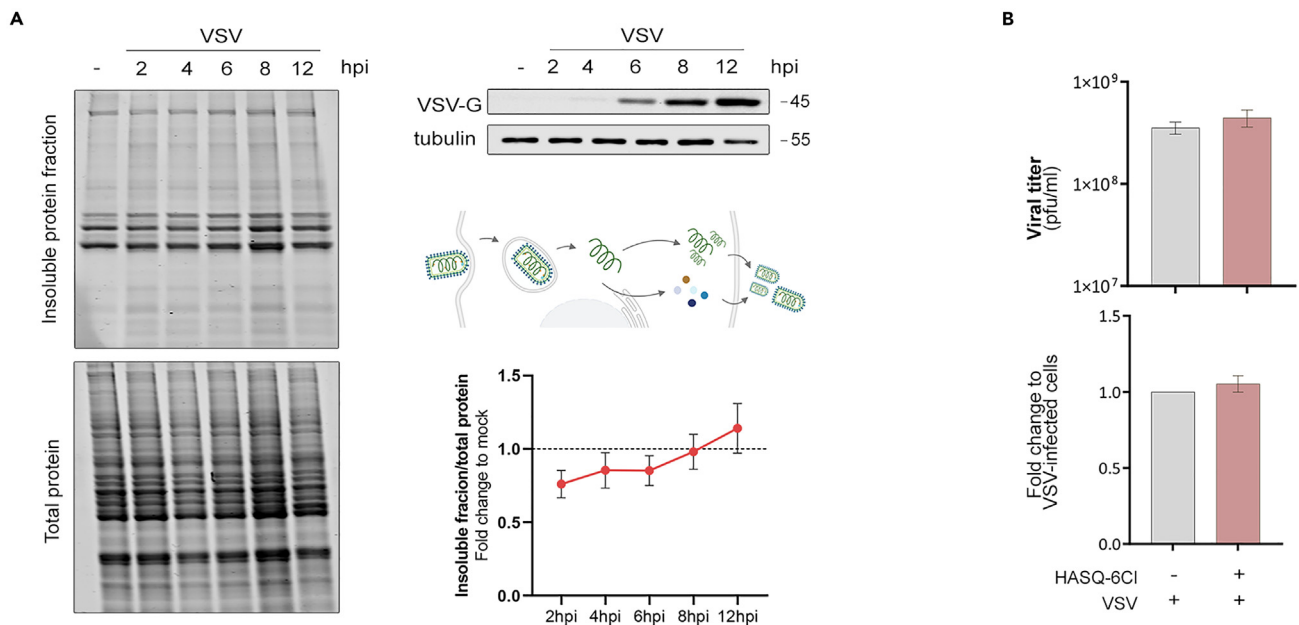 A
VSV
- 2 4 6 8 12 hpi
Insoluble protein fraction
Total protein
VSV
- 2 4 6 8 12 hpi
VSV-G
-45
tubulin
-55
Insoluble fracion/total protein
Fold change to mock
1.5
1.0
0.5
0.0
2hpi 4hpi 6hpi 8hpi 12hpi
B
Viral titer
(pfu/ml)
1×10⁹
1×10⁸
1×10⁷
Fold change to
VSV-infected cells
1.5
1.0
0.5
0.0
HASQ-6Cl - +
VSV + +